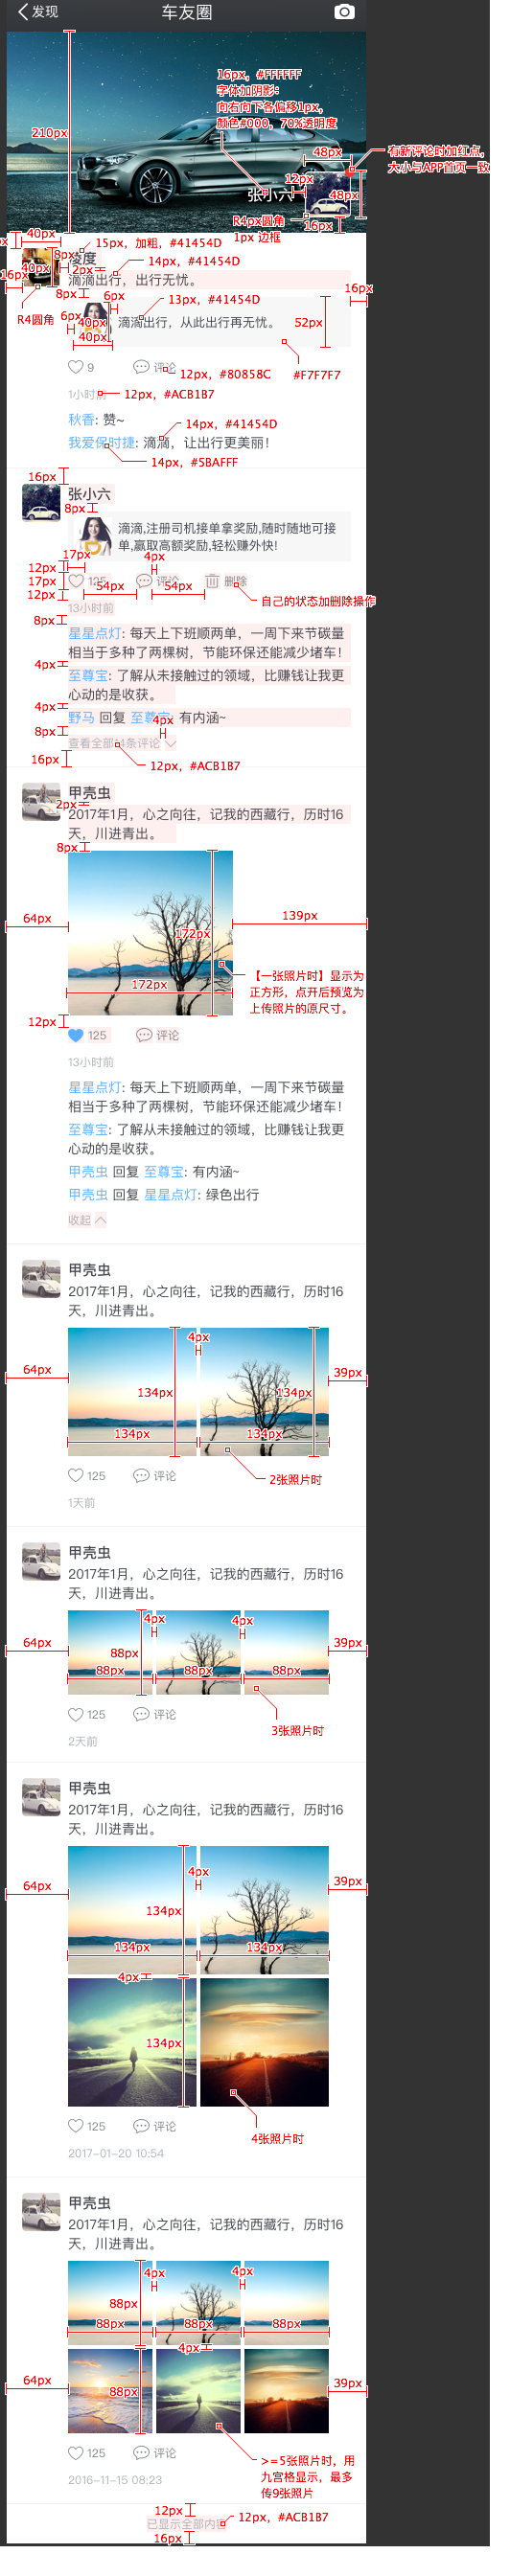 发现
车友圈
16px，#FFFFFF
字体加阴影：
向右向下各偏移1px，
颜色#000，70%透明度
210px
48px
有新评论时加红点，
大小与APP首页一致
12px
张小六
48px
R4px圆角
16px
1px 边框
40px
15px，加粗，#41454D
8px
凌度
14px，#41454D
40px
2px
滴滴出行，出行无忧。
16px
16px
8px
6px
13px，#41454D
R4圆角
6px
40px
滴滴出行，从此出行再无忧。
52px
40px
9
评论
12px，#80858C
#F7F7F7
1小时前
12px，#ACB1B7
秋香: 赞~
14px，#41454D
我爱保时捷: 滴滴，让出行更美丽！
14px，#5BAFFF
16px
张小六
8px
滴滴,注册司机接单拿奖励,随时随地可接
单,赢取高额奖励,轻松赚外快!
17px
4px
12px
17px
125
评论
删除
54px
54px
12px
自己的状态加删除操作
13小时前
8px
星星点灯: 每天上下班顺两单，一周下来节碳量
相当于多种了两棵树，节能环保还能减少堵车！
4px
至尊宝: 了解从未接触过的领域，比赚钱让我更
心动的是收获。
4px
野马 回复 至尊宝: 有内涵~
4px
8px
查看全部14条评论
16px
12px，#ACB1B7
甲壳虫
2px
2017年1月，心之向往，记我的西藏行，历时16
天，川进青出。
8px
64px
139px
172px
【一张照片时】显示为
正方形，点开后预览为
上传照片的原尺寸。
172px
12px
125
评论
13小时前
星星点灯: 每天上下班顺两单，一周下来节碳量
相当于多种了两棵树，节能环保还能减少堵车！
至尊宝: 了解从未接触过的领域，比赚钱让我更
心动的是收获。
甲壳虫 回复 至尊宝: 有内涵~
甲壳虫 回复 星星点灯: 绿色出行
收起
甲壳虫
2017年1月，心之向往，记我的西藏行，历时16
天，川进青出。
4px
64px
39px
134px
134px
134px
134px
125
评论
2张照片时
1天前
甲壳虫
2017年1月，心之向往，记我的西藏行，历时16
天，川进青出。
4px
4px
64px
88px
39px
88px
88px
88px
125
评论
3张照片时
2天前
甲壳虫
2017年1月，心之向往，记我的西藏行，历时16
天，川进青出。
4px
64px
39px
134px
134px
134px
4px
134px
125
评论
4张照片时
2017-01-20 10:54
甲壳虫
2017年1月，心之向往，记我的西藏行，历时16
天，川进青出。
4px
4px
88px
88px
88px
88px
4px
64px
88px
39px
125
评论
>=5张照片时，用
九宫格显示，最多
传9张照片
2016-11-15 08:23
12px
12px，#ACB1B7
已显示全部内容
16px